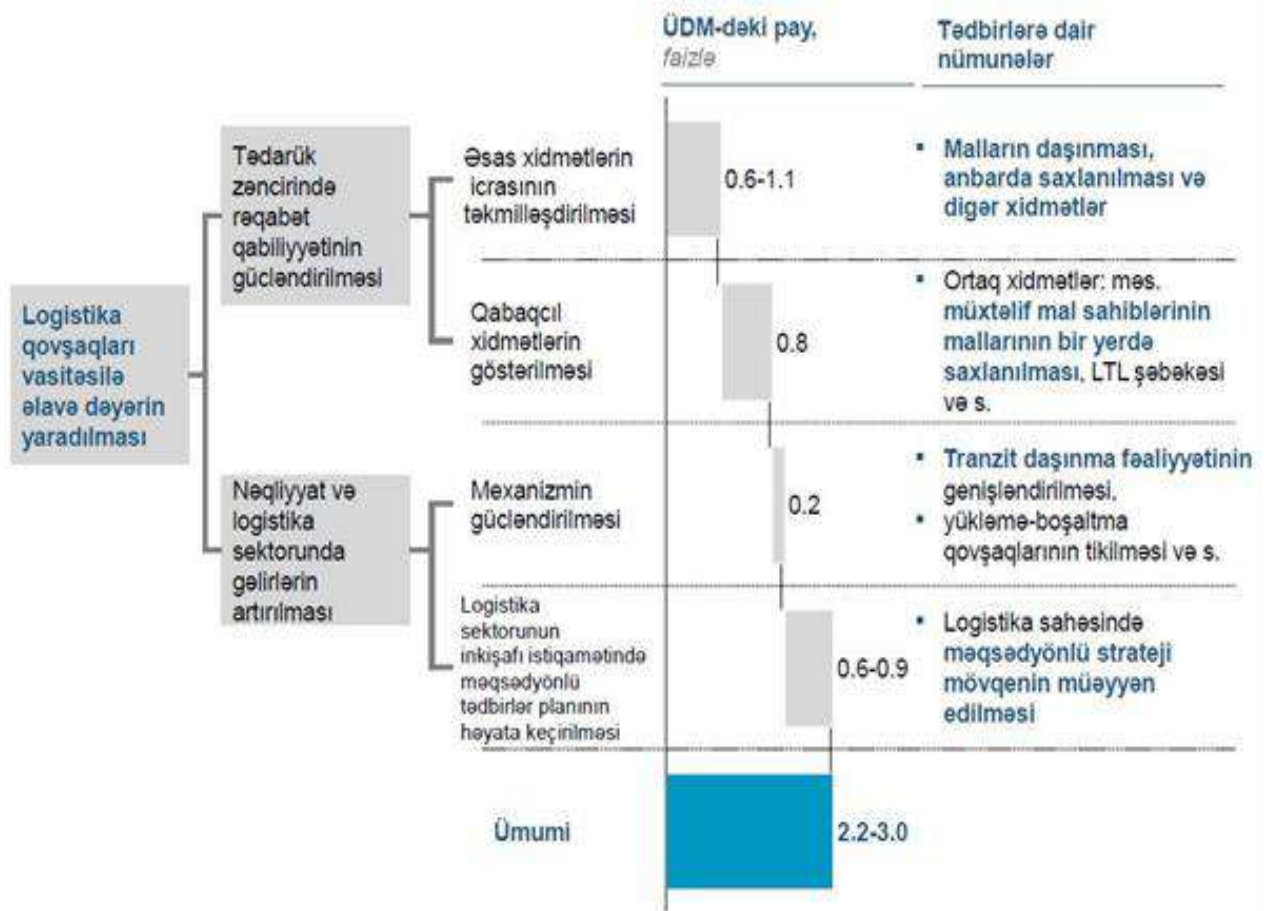 ÜDM-dəki pay,
faizlə
Tədbirlərə dair
nümunələr
Logistika
qovşaqları
vasitəsilə
əlavə dəyərin
yaradılması
Tədarük
zəncirində
rəqabət
qabiliyyətinin
gücləndirilməsi
Əsas xidmətlərin
icrasının
təkmilləşdirilməsi
0.6-1.1
▪ Malların daşınması,
anbarda saxlanılması və
digər xidmətlər
Qabaqcıl
xidmətlərin
göstərilməsi
0.8
▪ Ortaq xidmətlər: məs.
müxtəlif mal sahiblərinin
mallarının bir yerdə
saxlanılması, LTL şəbəkəsi
və s.
Nəqliyyat və
logistika
sektorunda
gəlirlərin
artırılması
Mexanizmin
gücləndirilməsi
0.2
▪ Tranzit daşınma fəaliyyətinin
genişləndirilməsi,
▪ yükləmə-boşaltma
qovşaqlarının tikilməsi və s.
Logistika
sektorunun
inkişafı istiqamətində
məqsədyönlü
tədbirlər planının
həyata keçirilməsi
0.6-0.9
▪ Logistika sahəsində
məqsədyönlü strateji
mövqenin müəyyən
edilməsi
Ümumi
2.2-3.0